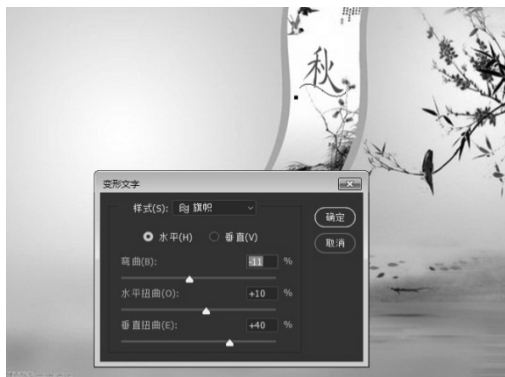 秋
变形文字
样式(S): 旗帜
水平(H) 垂直(V)
弯曲(B): -11 %
水平扭曲(O): +10 %
垂直扭曲(E): +40 %
确定
取消